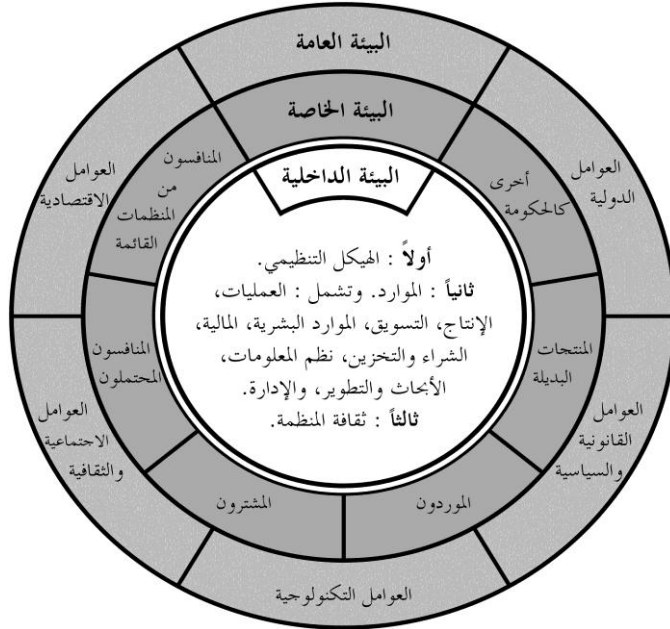 البيئة العامة
البيئة الخاصة
البيئة الداخلية
العوامل
الدولية
أخرى
كالحكومة
المنافسون
من
المنظمات
القائمة
العوامل
الاقتصادية
أولاً : الهيكل التنظيمي.
ثانياً : الموارد. وتشمل : العمليات،
الإنتاج، التسويق، الموارد البشرية، المالية،
الشراء والتخزين، نظم المعلومات،
الأبحاث والتطوير، والإدارة.
ثالثاً : ثقافة المنظمة.
المنتجات
البديلة
المنافسون
المحتملون
العوامل
القانونية
والسياسية
العوامل
الاجتماعية
والثقافية
الموردون
المشترون
العوامل التكنولوجية